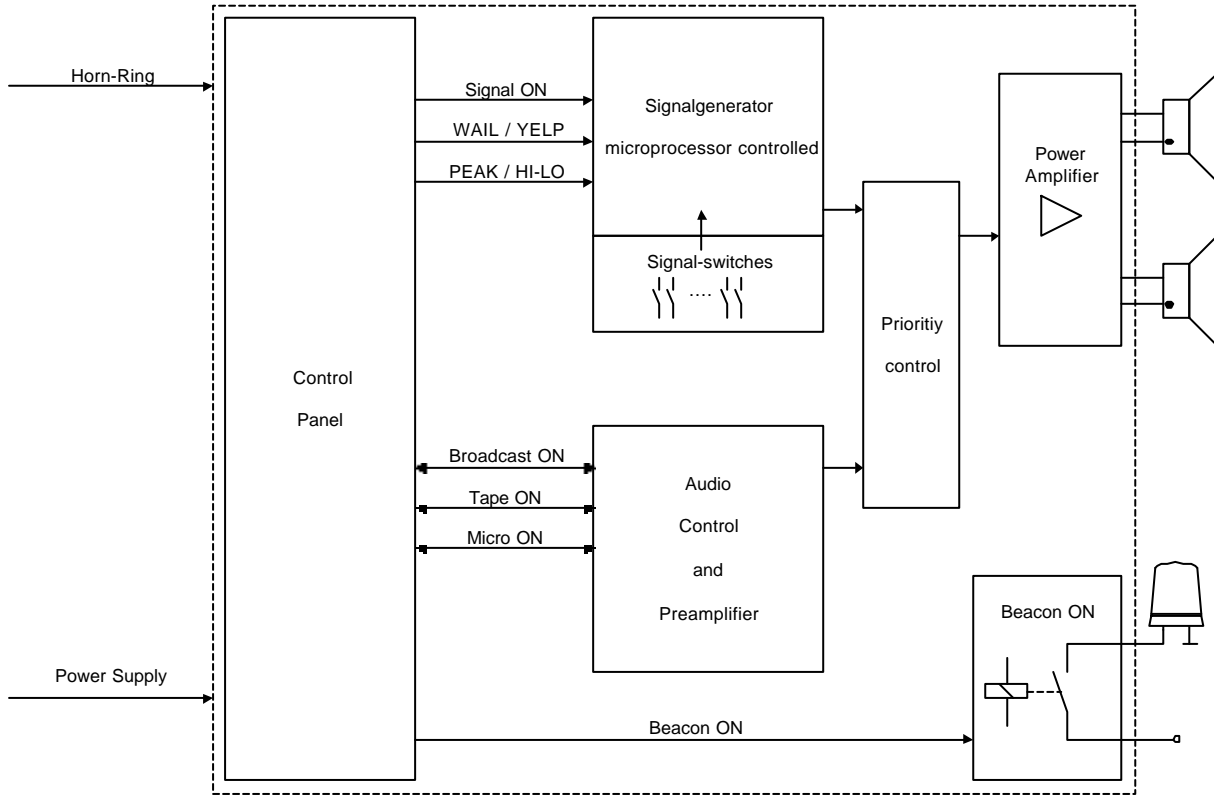 Horn-Ring
Power Supply
Control
Panel
Signal ON
WAIL / YELP
PEAK / HI-LO
Signalgenerator
microprocessor controlled
Signal-switches
....
Broadcast ON
Tape ON
Micro ON
Audio
Control
and
Preamplifier
Prioritiy
control
Power
Amplifier
Beacon ON
Beacon ON